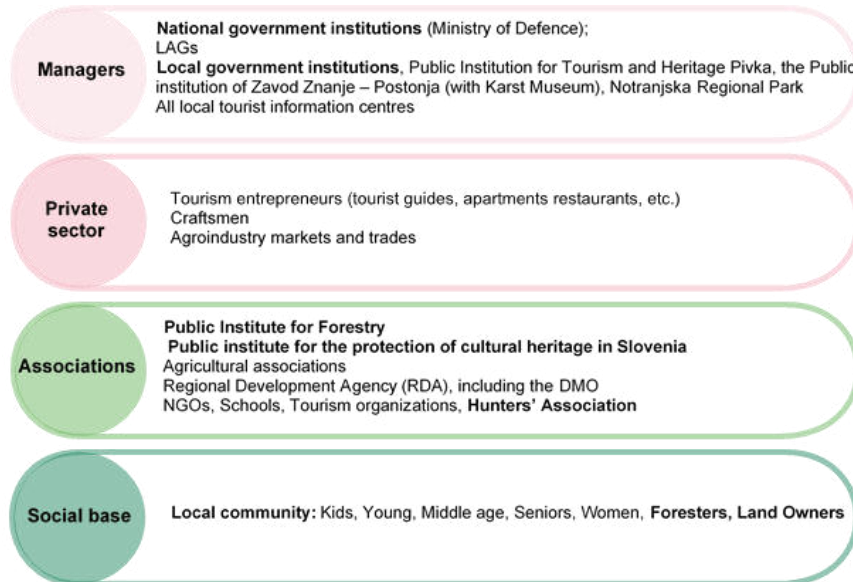 Managers
National government institutions (Ministry of Defence);
LAGs
Local government institutions, Public Institution for Tourism and Heritage Pivka, the Public
institution of Zavod Znanje – Postonja (with Karst Museum), Notranjska Regional Park
All local tourist information centres
Private
sector
Tourism entrepreneurs (tourist guides, apartments restaurants, etc.)
Craftsmen
Agroindustry markets and trades
Associations
Public Institute for Forestry
Public institute for the protection of cultural heritage in Slovenia
Agricultural associations
Regional Development Agency (RDA), including the DMO
NGOs, Schools, Tourism organizations, Hunters’ Association
Social base
Local community: Kids, Young, Middle age, Seniors, Women, Foresters, Land Owners